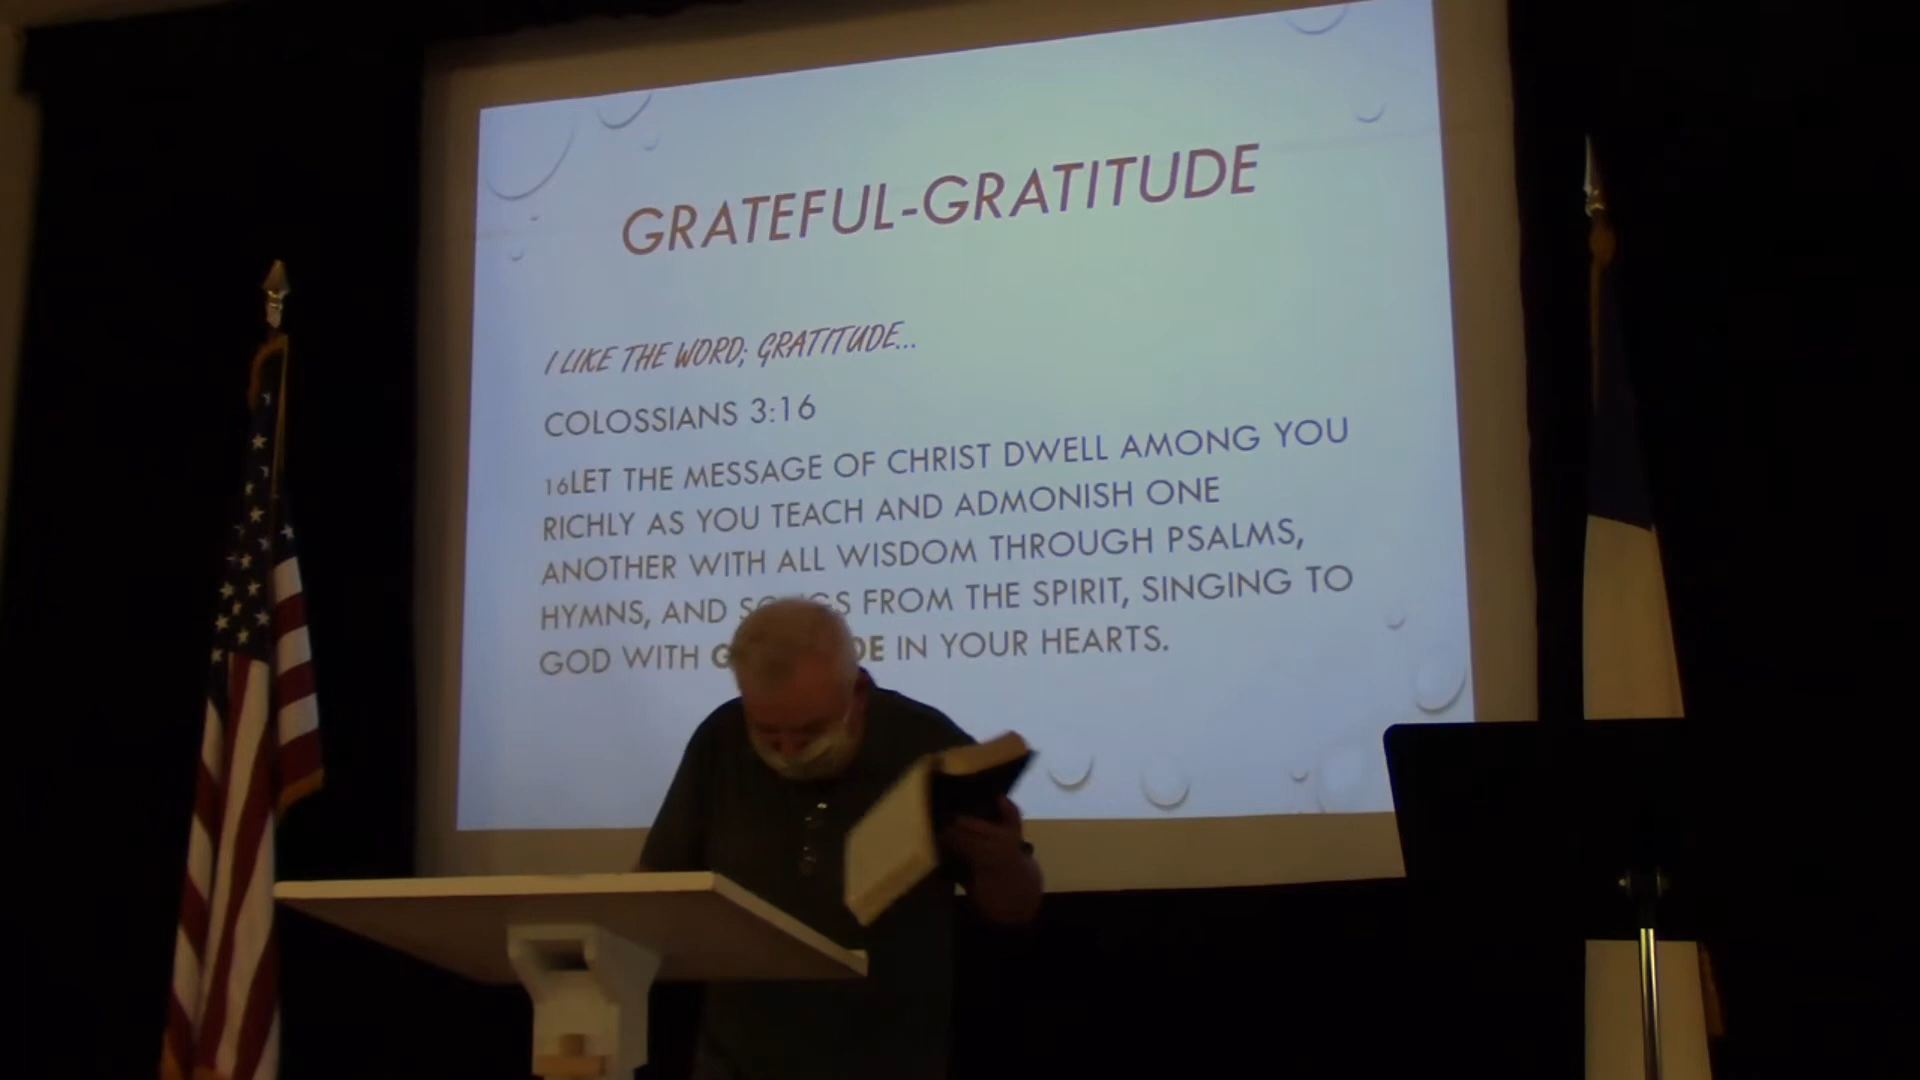 GRATEFUL-GRATITUDE
I LIKE THE WORD; GRATITUDE...
COLOSSIANS 3:16
16LET THE MESSAGE OF CHRIST DWELL AMONG YOU
RICHLY AS YOU TEACH AND ADMONISH ONE
ANOTHER WITH ALL WISDOM THROUGH PSALMS,
HYMNS, AND FROM THE SPIRIT, SINGING TO
GOD WITH IN YOUR HEARTS.